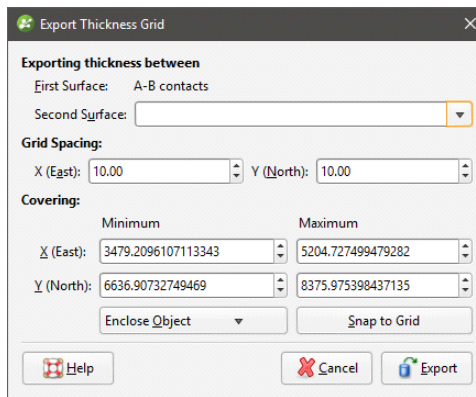 Export Thickness Grid
Exporting thickness between
First Surface: A-B contacts
Second Surface:
Grid Spacing:
X (East): 10.00 Y (North): 10.00
Covering:
Minimum Maximum
X (East): 3479.2096107113343 5204.727499479282
Y (North): 6636.90732749469 8375.975398437135
Enclose Object Snap to Grid
Help Cancel Export